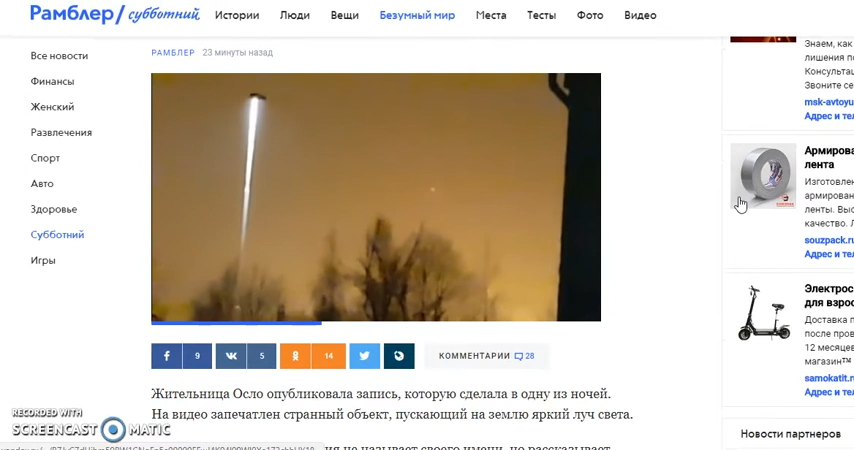 Рамблер/ субботний
Истории Люди Вещи Безумный мир Места Тесты Фото Видео
Все новости
Финансы
Женский
Развлечения
Спорт
Авто
Здоровье
Субботний
Игры
РАМБЛЕР 23 минуты назад
9 5 14 КОММЕНТАРИИ 28
Жительница Осло опубликовала запись, которую сделала в одну из ночей.
На видео запечатлен странный объект, пускающий на землю яркий луч света.
Знаем, как
лишения п
Консультац
Звоните се
msk-avtoyu
Адрес и тел
Армирова
лента
Изготовлен
армирован
ленты. Выс
качество. Л
souzpack.ru
Адрес и тел
Электрос
для взрос
Доставка п
после пров
12 месяцев
магазин™
samokatit.ru
Адрес и тел
Новости партнеров
RECORDED WITH
SCREENCAST MATIC